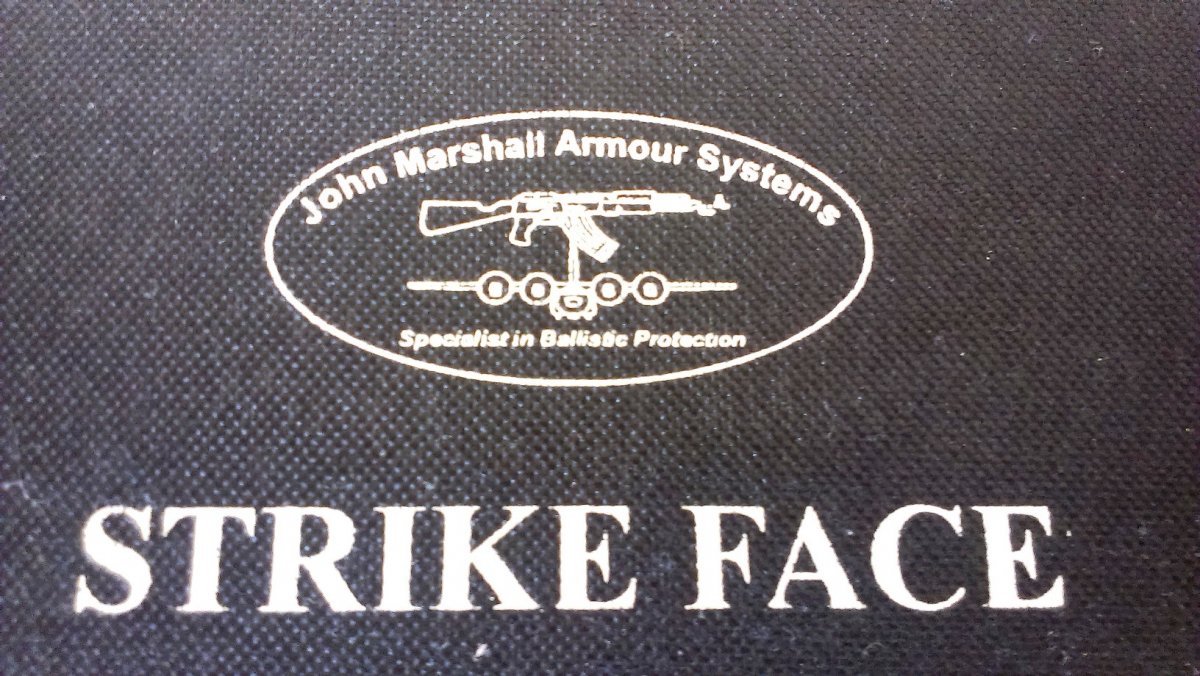 John Marshall Armour Systems
Specialist in Ballistic Protection
STRIKE FACE